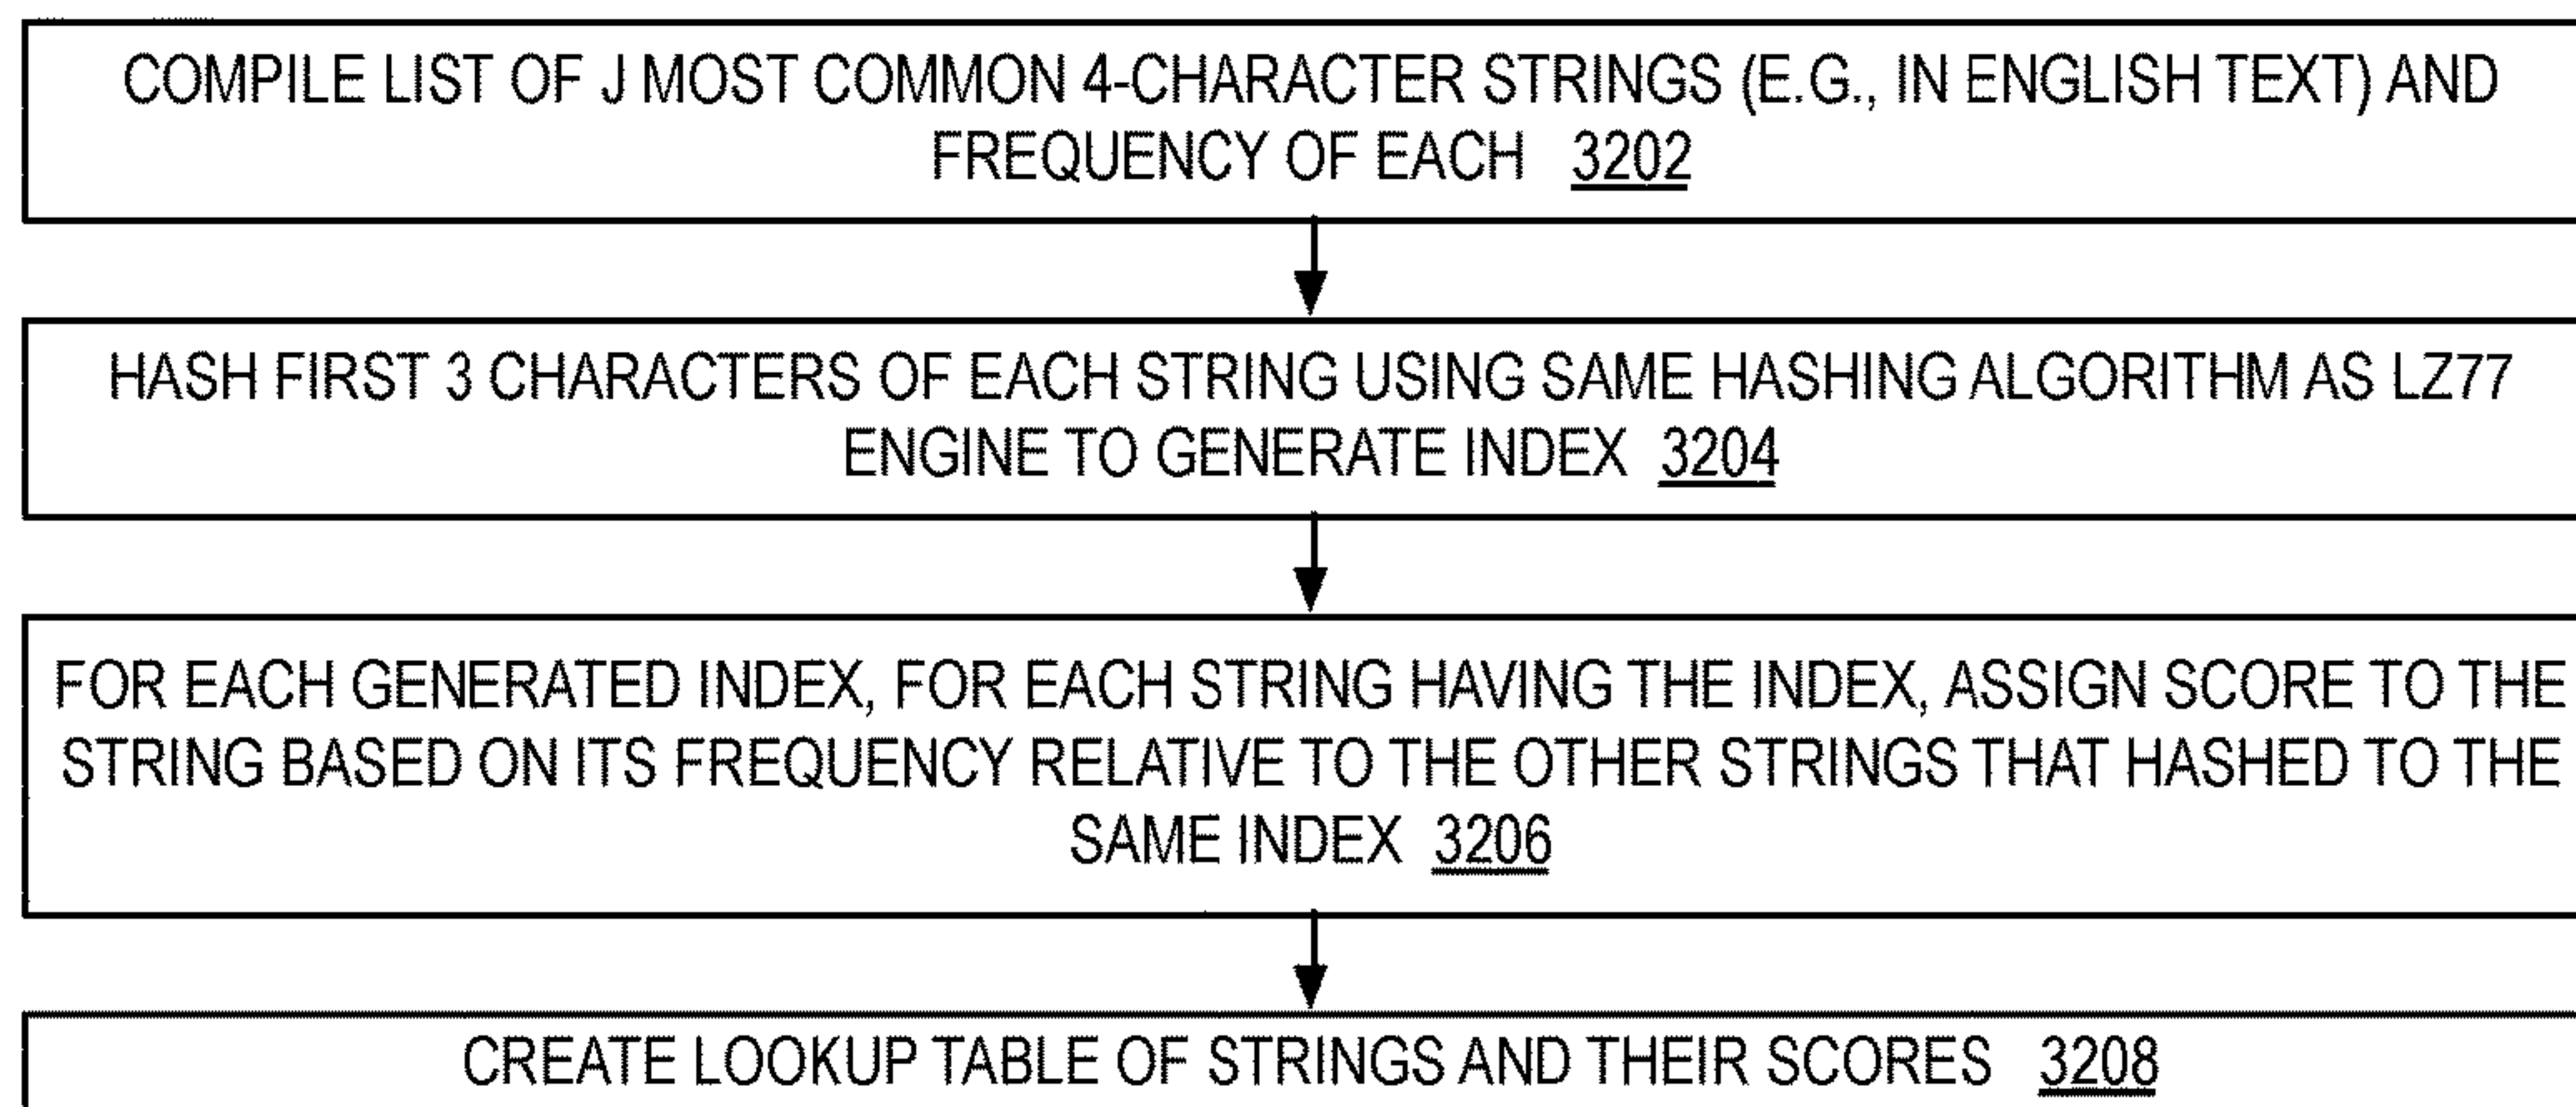 COMPILE LIST OF J MOST COMMON 4-CHARACTER STRINGS (E.G., IN ENGLISH TEXT) AND
FREQUENCY OF EACH 3202
HASH FIRST 3 CHARACTERS OF EACH STRING USING SAME HASHING ALGORITHM AS LZ77
ENGINE TO GENERATE INDEX 3204
FOR EACH GENERATED INDEX, FOR EACH STRING HAVING THE INDEX, ASSIGN SCORE TO THE
STRING BASED ON ITS FREQUENCY RELATIVE TO THE OTHER STRINGS THAT HASHED TO THE
SAME INDEX 3206
CREATE LOOKUP TABLE OF STRINGS AND THEIR SCORES 3208